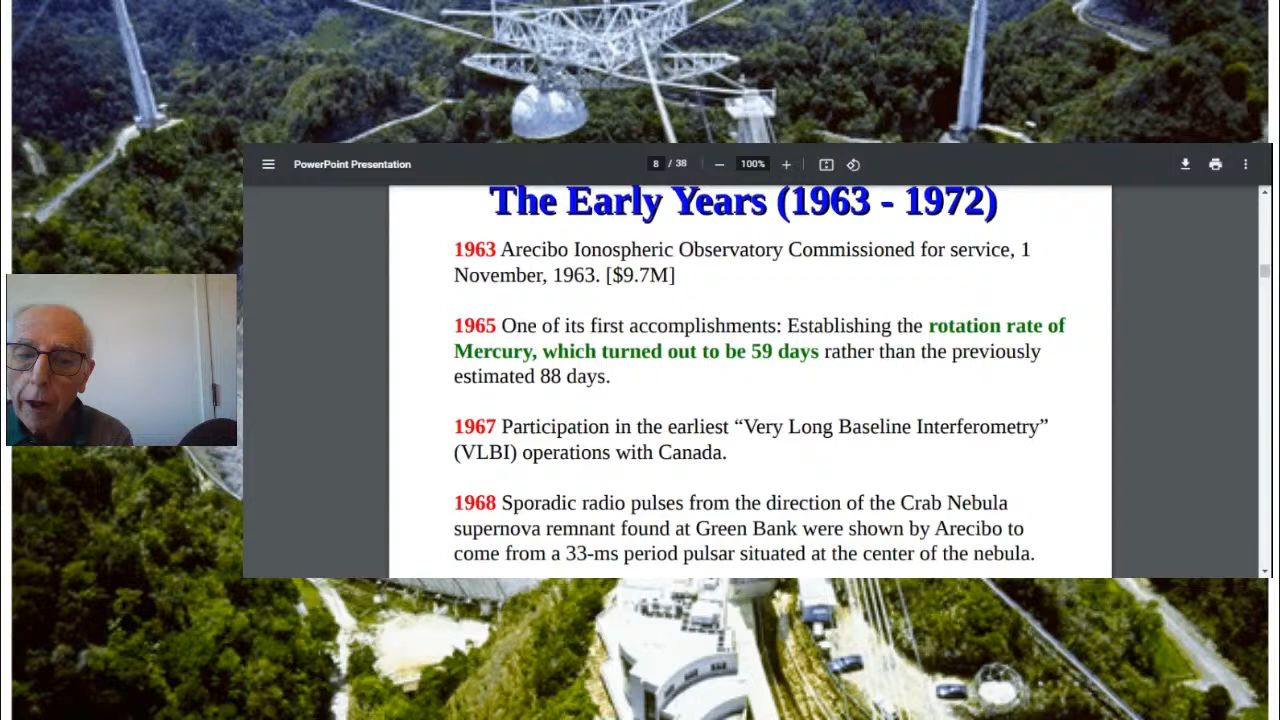 PowerPoint Presentation
8 / 38
100%
The Early Years (1963 - 1972)
1963 Arecibo Ionospheric Observatory Commissioned for service, 1
November, 1963. [$9.7M]
1965 One of its first accomplishments: Establishing the rotation rate of
Mercury, which turned out to be 59 days rather than the previously
estimated 88 days.
1967 Participation in the earliest “Very Long Baseline Interferometry”
(VLBI) operations with Canada.
1968 Sporadic radio pulses from the direction of the Crab Nebula
supernova remnant found at Green Bank were shown by Arecibo to
come from a 33-ms period pulsar situated at the center of the nebula.